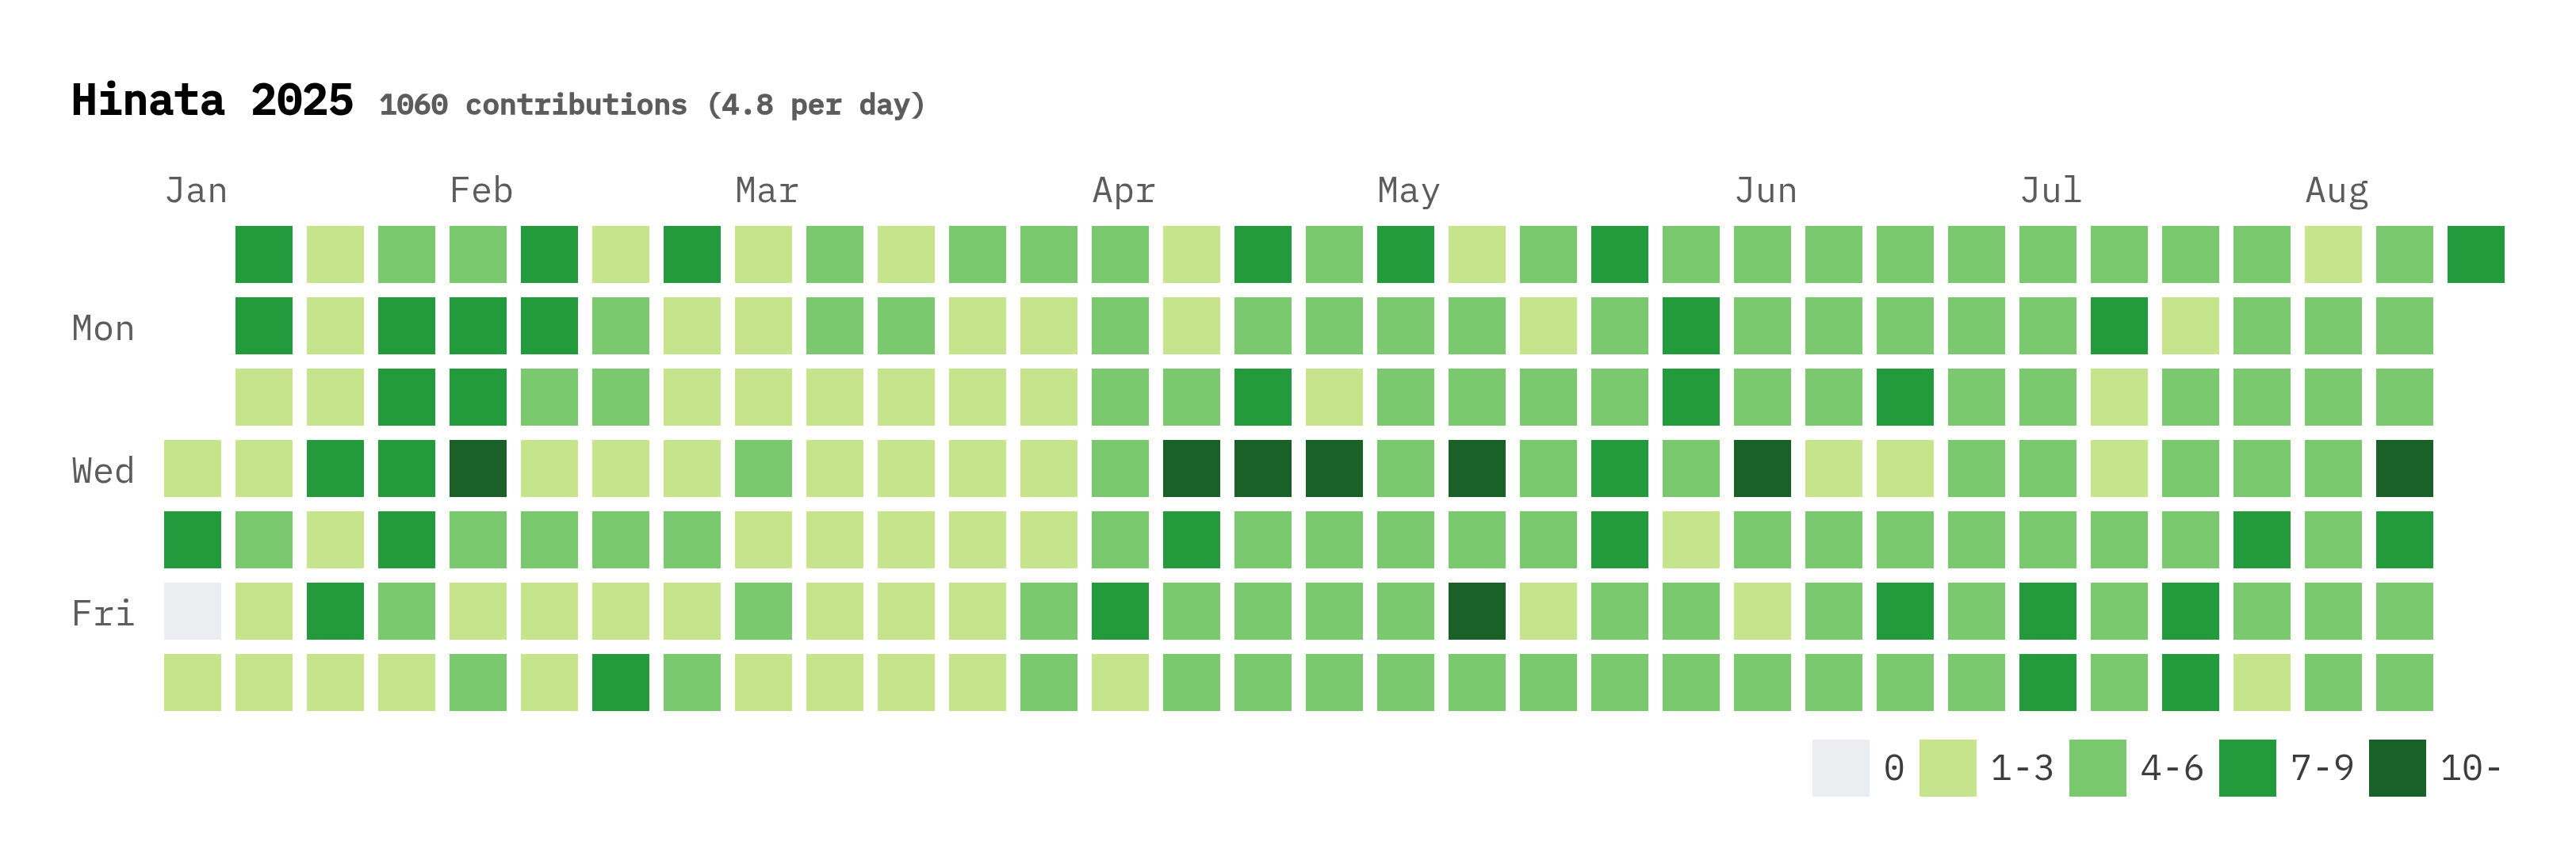 Hinata 2025 1060 contributions (4.8 per day)
Jan Feb Mar Apr May Jun Jul Aug
Mon
Wed
Fri
0 1-3 4-6 7-9 10-